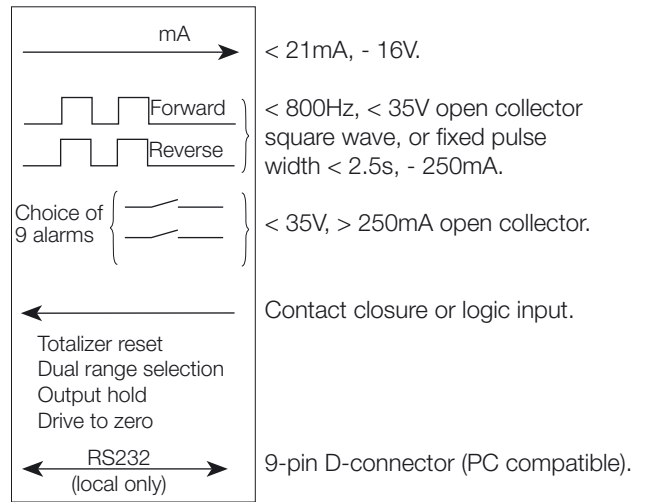 mA
< 21mA, - 16V.
Forward
Reverse
< 800Hz, < 35V open collector
square wave, or fixed pulse
width < 2.5s, - 250mA.
Choice of
9 alarms
< 35V, > 250mA open collector.
Contact closure or logic input.
Totalizer reset
Dual range selection
Output hold
Drive to zero
RS232
(local only)
9-pin D-connector (PC compatible).